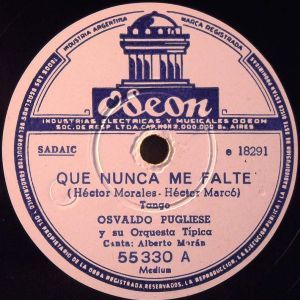 INDUSTRIA ARGENTINA
MARCA REGISTRADA
Odeon
INDUSTRIAS ELECTRICAS Y MUSICALES ODEON
SOC. DE RESP. LTDA. CAP. M$N 2.000.000 B. AIRES
SADAIC
e 18291
QUE NUNCA ME FALTE
(Héctor Morales - Héctor Marcó)
Tango
OSVALDO PUGLIESE
y su Orquesta Típica
Canta: Alberto Morán
55330 A
Medium